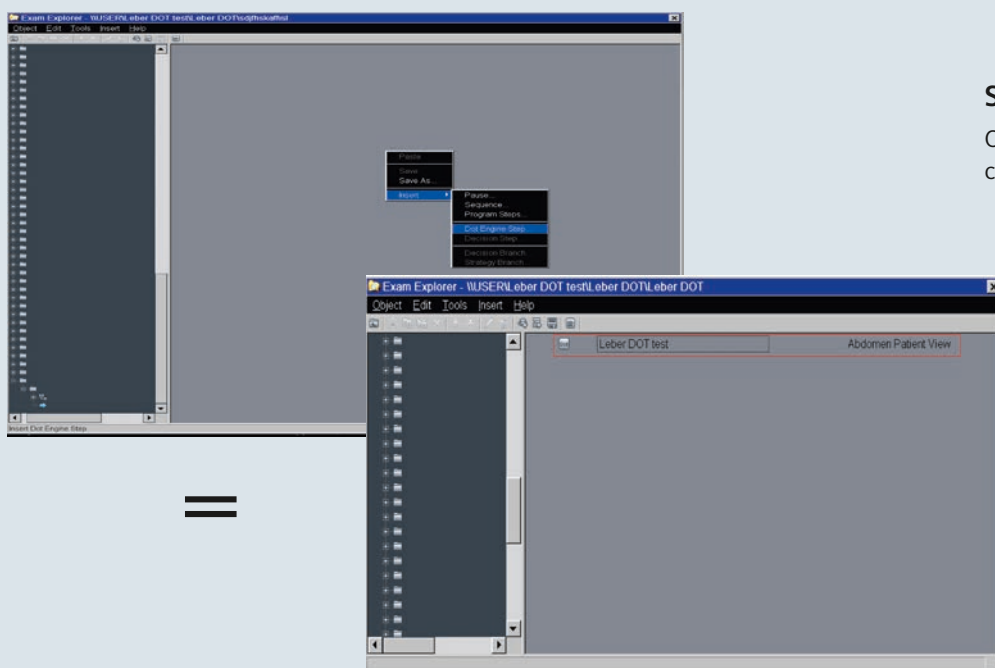 Exam Explorer - \\USER\Leber DOT test\Leber DOT\sdjfhskafhsl
Object Edit Tools Insert Help
Paste
Save
Save As...
Insert
Pause...
Sequence...
Program Steps...
Dot Engine Step
Decision Step
Decision Branch
Strategy Branch...
Insert Dot Engine Step
S
C
c
=
Exam Explorer - \\USER\Leber DOT test\Leber DOT\Leber DOT
Object Edit Tools Insert Help
Leber DOT test Abdomen Patient View